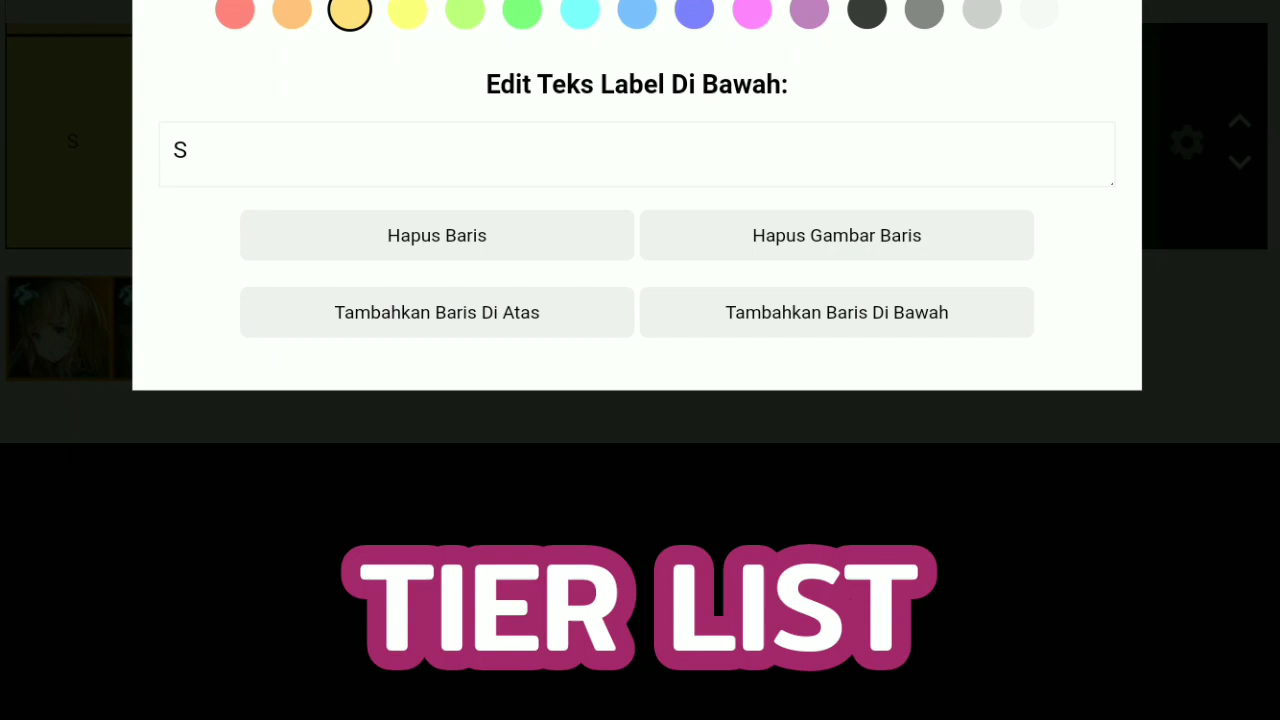 Edit Teks Label Di Bawah:
S
S
Hapus Baris
Hapus Gambar Baris
Tambahkan Baris Di Atas
Tambahkan Baris Di Bawah
TIER LIST